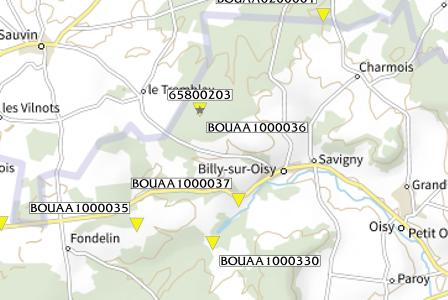 BOUAA0200001
Sauvin
Charmois
le Tremblay
65800203
les Vilnots
BOUAA1000036
Savigny
Billy-sur-Oisy
BOUAA1000037
Grand
BOUAA1000035
Oisy
Petit O
Fondelin
BOUAA1000330
Paroy